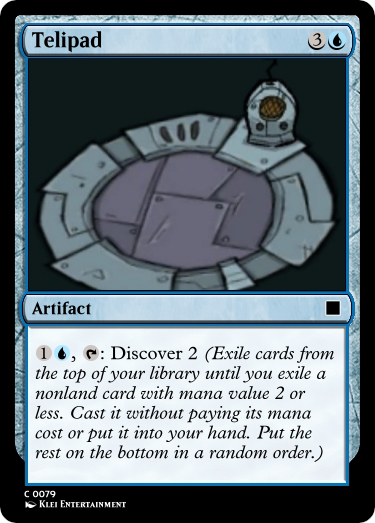 Telipad 3
Artifact
1 , : Discover 2 (Exile cards from
the top of your library until you exile a
nonland card with mana value 2 or
less. Cast it without paying its mana
cost or put it into your hand. Put the
rest on the bottom in a random order.)
C 0079
Klei Entertainment